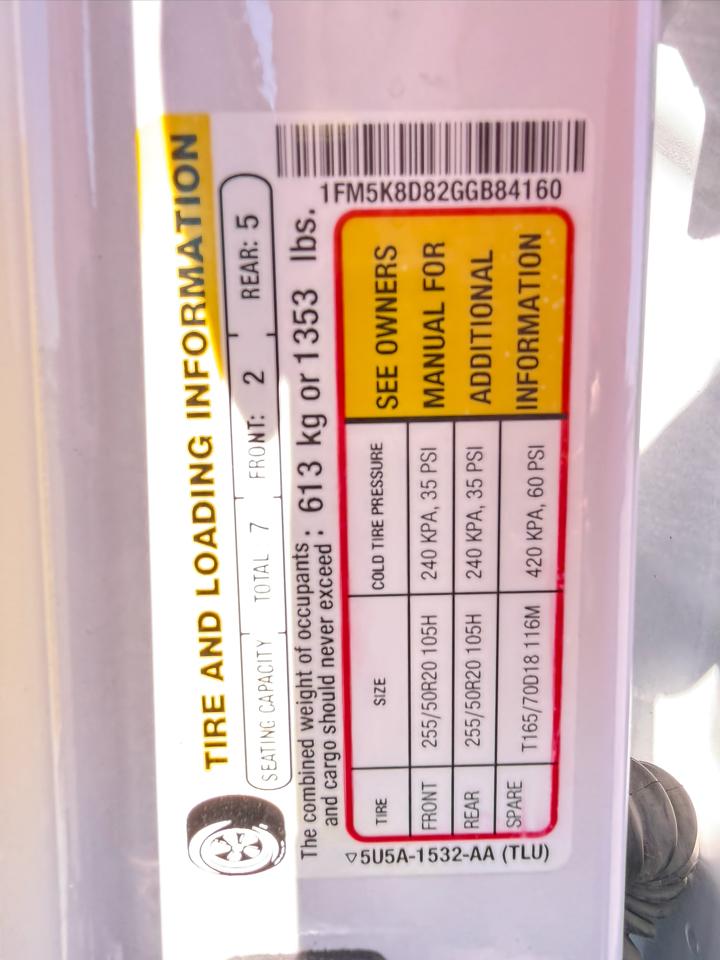 TIRE AND LOADING INFORMATION
SEATING CAPACITY TOTAL 7 FRONT: 2 REAR: 5
The combined weight of occupants
and cargo should never exceed : 613 kg or 1353 lbs.
TIRE SIZE COLD TIRE PRESSURE
FRONT 255/50R20 105H 240 KPA, 35 PSI
REAR 255/50R20 105H 240 KPA, 35 PSI
SPARE T165/70D18 116M 420 KPA, 60 PSI
SEE OWNERS
MANUAL FOR
ADDITIONAL
INFORMATION
5U5A-1532-AA (TLU)
1FM5K8D82GGB84160